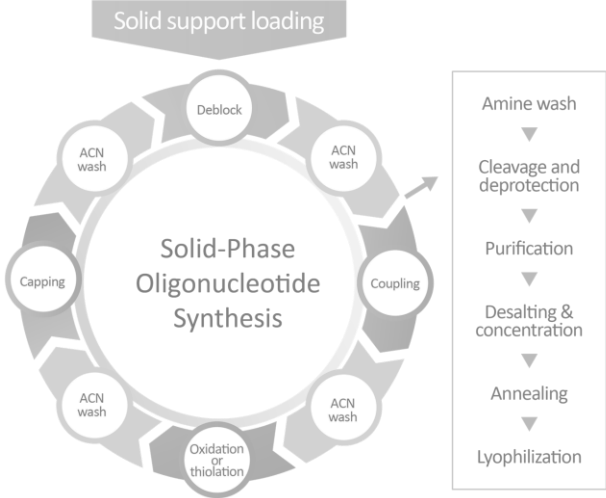 Solid support loading
Deblock
ACN
wash
Coupling
ACN
wash
Oxidation
or
thiolation
ACN
wash
Capping
ACN
wash
Solid-Phase
Oligonucleotide
Synthesis
Amine wash
Cleavage and
deprotection
Purification
Desalting &
concentration
Annealing
Lyophilization